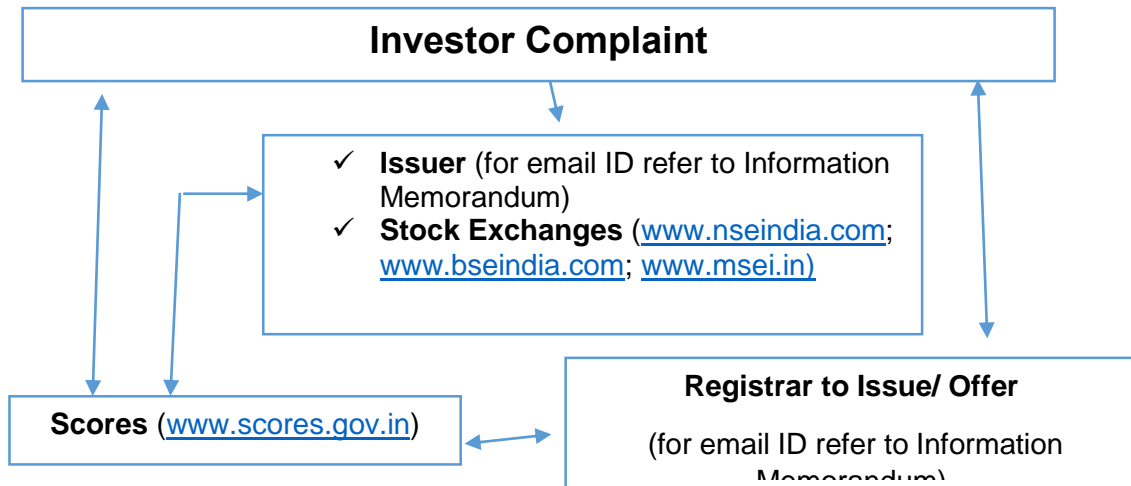 Investor Complaint
✓ Issuer (for email ID refer to Information
Memorandum)
✓ Stock Exchanges (www.nseindia.com;
www.bseindia.com; www.msei.in)
Registrar to Issue/ Offer
Scores (www.scores.gov.in)
(for email ID refer to Information
Memorandum)